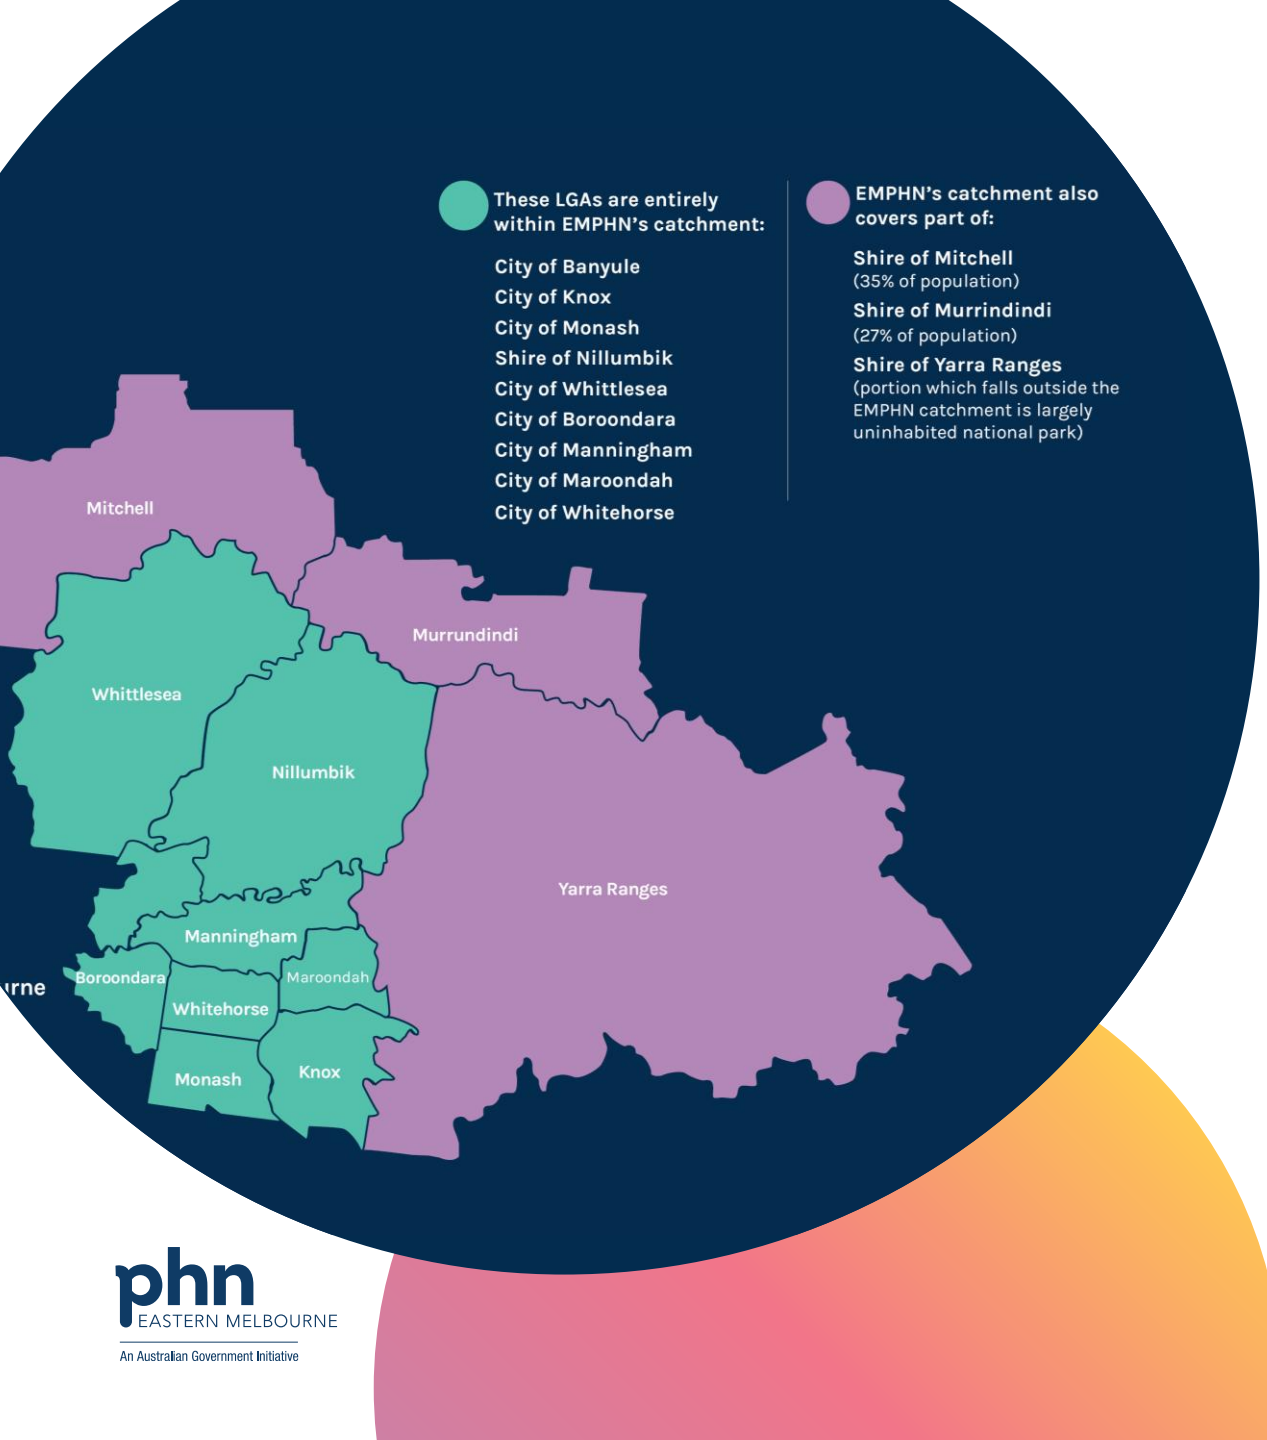 These LGAs are entirely
within EMPHN's catchment:
City of Banyule
City of Knox
City of Monash
Shire of Nillumbik
City of Whittlesea
City of Boroondara
City of Manningham
City of Maroondah
City of Whitehorse
EMPHN's catchment also
covers part of:
Shire of Mitchell
(35% of population)
Shire of Murrindindi
(27% of population)
Shire of Yarra Ranges
(portion which falls outside the
EMPHN catchment is largely
uninhabited national park)
Mitchell
Murrundindi
Whittlesea
Nillumbik
Yarra Ranges
Manningham
Boroondara
Maroondah
Whitehorse
Monash
Knox
phn
EASTERN MELBOURNE
An Australian Government Initiative